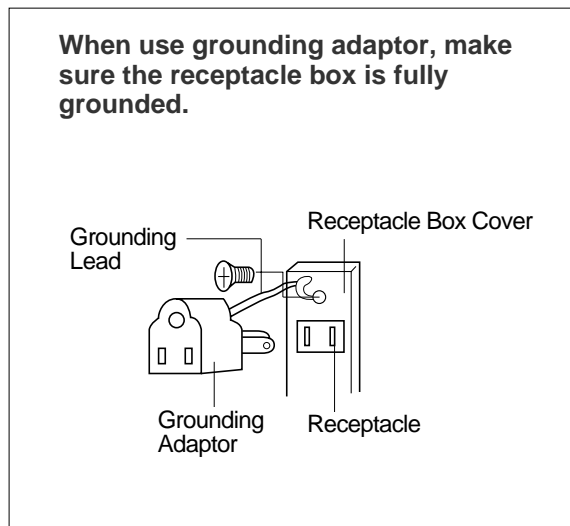 When use grounding adaptor, make
sure the receptacle box is fully
grounded.
Receptacle Box Cover
Grounding
Lead
Grounding
Adaptor
Receptacle